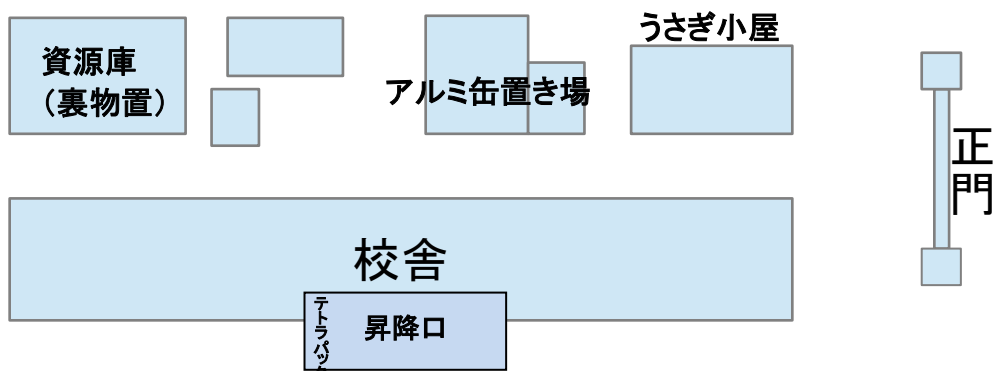 うさぎ小屋
資源庫
（裏物置）
アルミ缶置き場
正門
校舎
テトラパック
昇降口